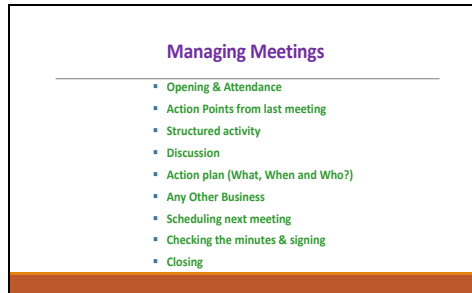 Managing Meetings
▪ Opening & Attendance
▪ Action Points from last meeting
▪ Structured activity
▪ Discussion
▪ Action plan (What, When and Who?)
▪ Any Other Business
▪ Scheduling next meeting
▪ Checking the minutes & signing
▪ Closing